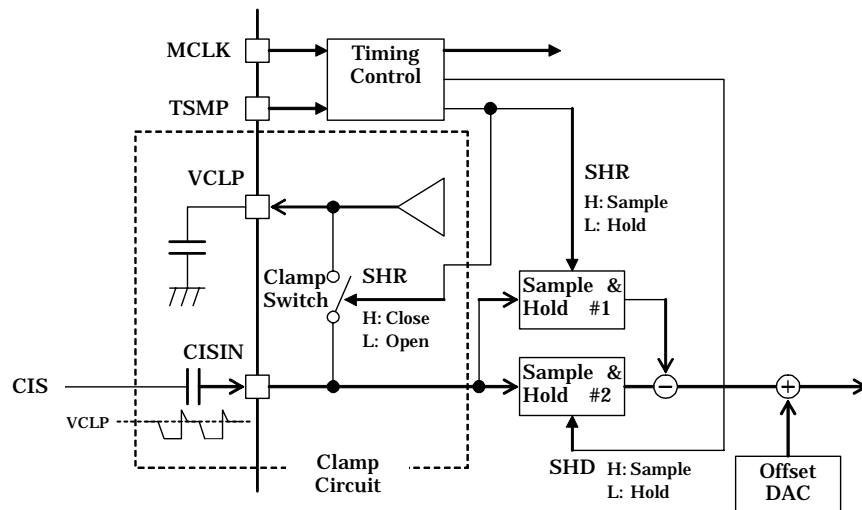 MCLK
Timing
Control
TSMP
VCLP
SHR
H: Sample
L: Hold
Clamp
Switch
SHR
H: Close
L: Open
Sample &
Hold #1
CISIN
CIS
Sample &
Hold #2
−
+
VCLP
Clamp
Circuit
SHD
H: Sample
L: Hold
Offset
DAC